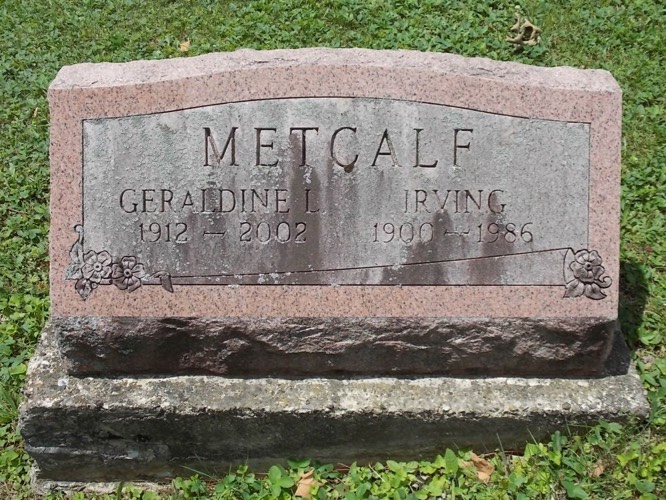 METCALF
GERALDINE L. IRVING
1912 — 2002 1900 — 1986